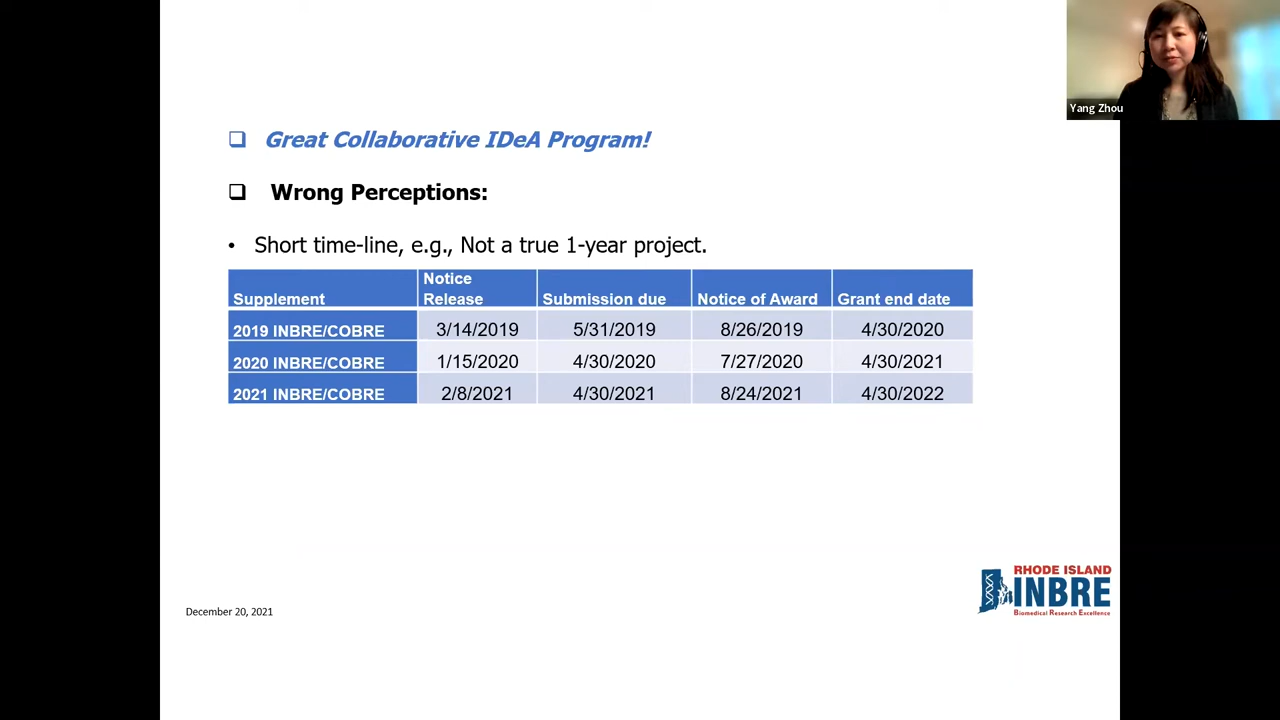 Yang Zhou
Great Collaborative IDeA Program!
Wrong Perceptions:
• Short time-line, e.g., Not a true 1-year project.
Supplement Notice Release Submission due Notice of Award Grant end date
2019 INBRE/COBRE 3/14/2019 5/31/2019 8/26/2019 4/30/2020
2020 INBRE/COBRE 1/15/2020 4/30/2020 7/27/2020 4/30/2021
2021 INBRE/COBRE 2/8/2021 4/30/2021 8/24/2021 4/30/2022
RHODE ISLAND
INBRE
Biomedical Research Excellence
December 20, 2021